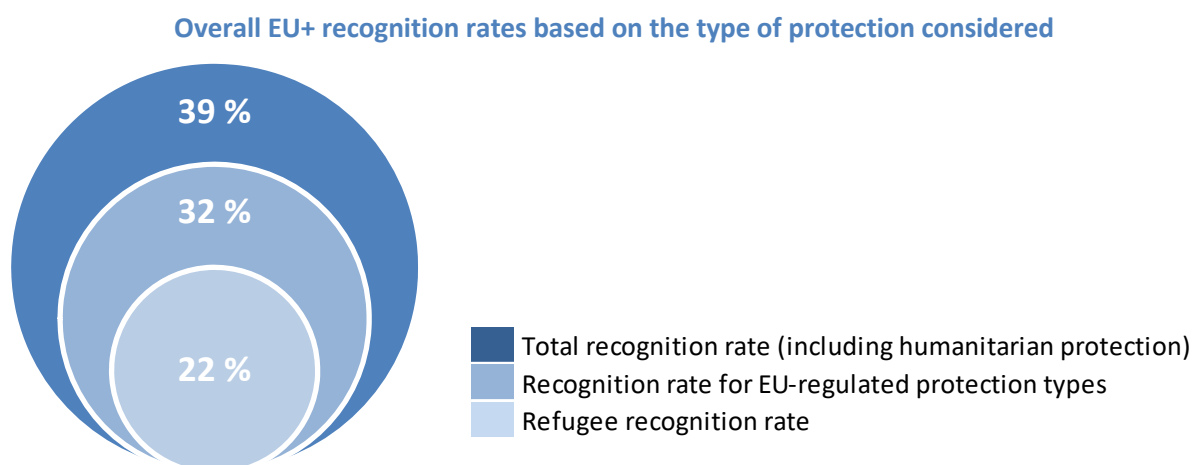 Overall EU+ recognition rates based on the type of protection considered
39 %
32 %
22 %
Total recognition rate (including humanitarian protection)
Recognition rate for EU-regulated protection types
Refugee recognition rate